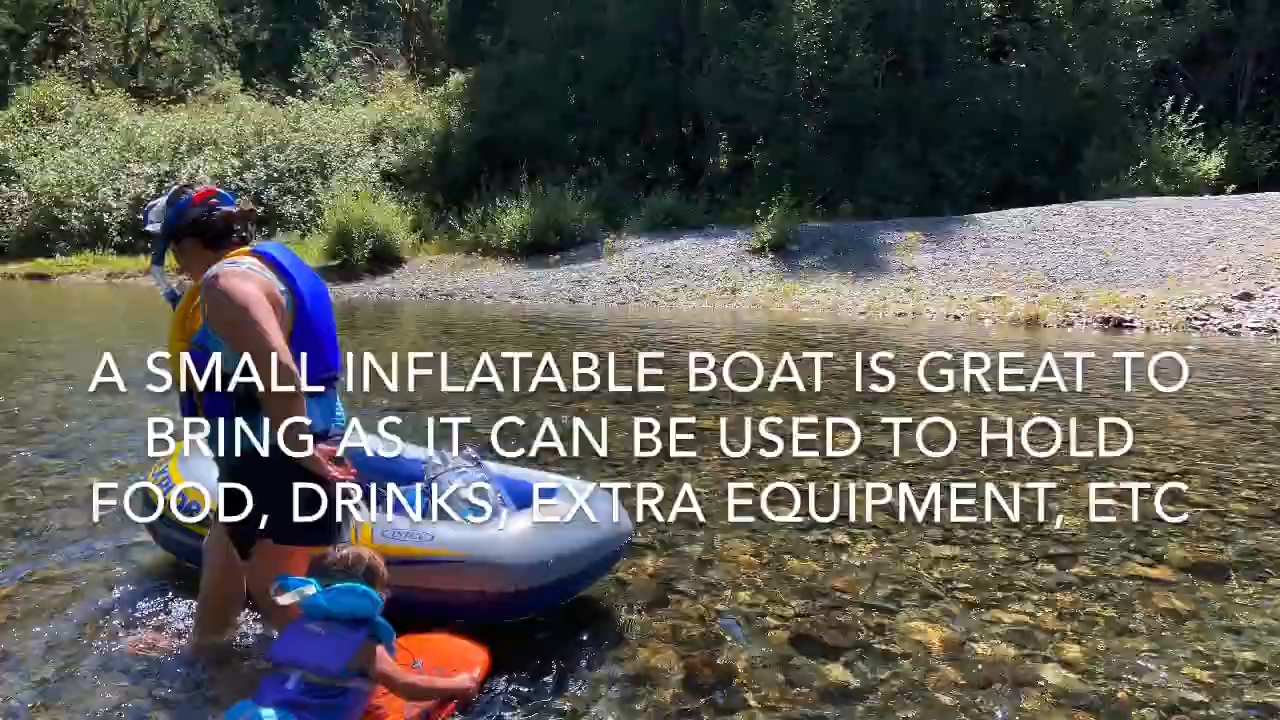 A SMALL INFLATABLE BOAT IS GREAT TO
BRING AS IT CAN BE USED TO HOLD
FOOD, DRINKS, EXTRA EQUIPMENT, ETC
INTEX